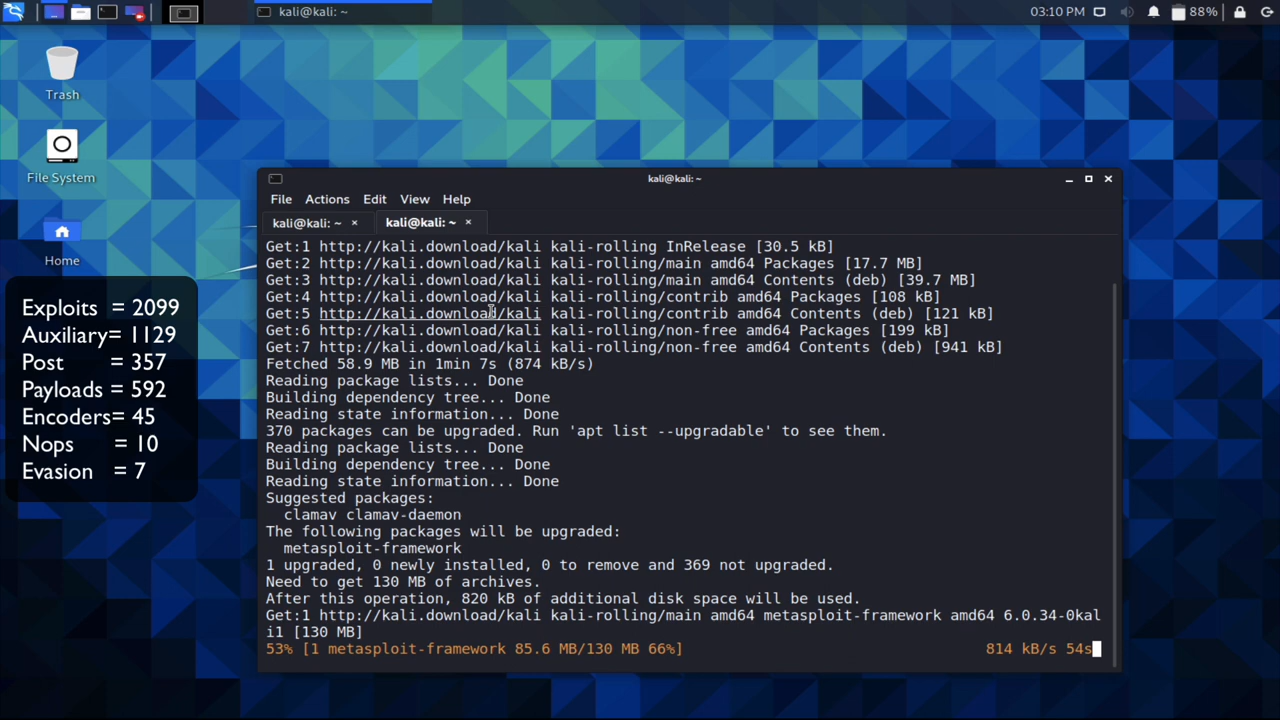 kali@kali: ~
03:10 PM
88%
Trash
File System
Home
Exploits = 2099
Auxiliary= 1129
Post = 357
Payloads = 592
Encoders= 45
Nops = 10
Evasion = 7
kali@kali: ~
File Actions Edit View Help
kali@kali: ~ × kali@kali: ~ ×
Get:1 http://kali.download/kali kali-rolling InRelease [30.5 kB]
Get:2 http://kali.download/kali kali-rolling/main amd64 Packages [17.7 MB]
Get:3 http://kali.download/kali kali-rolling/main amd64 Contents (deb) [39.7 MB]
Get:4 http://kali.download/kali kali-rolling/contrib amd64 Packages [108 kB]
Get:5 http://kali.download/kali kali-rolling/contrib amd64 Contents (deb) [121 kB]
Get:6 http://kali.download/kali kali-rolling/non-free amd64 Packages [199 kB]
Get:7 http://kali.download/kali kali-rolling/non-free amd64 Contents (deb) [941 kB]
Fetched 58.9 MB in 1min 7s (874 kB/s)
Reading package lists... Done
Building dependency tree... Done
Reading state information... Done
370 packages can be upgraded. Run 'apt list --upgradable' to see them.
Reading package lists... Done
Building dependency tree... Done
Reading state information... Done
Suggested packages:
clamav clamav-daemon
The following packages will be upgraded:
metasploit-framework
1 upgraded, 0 newly installed, 0 to remove and 369 not upgraded.
Need to get 130 MB of archives.
After this operation, 820 kB of additional disk space will be used.
Get:1 http://kali.download/kali kali-rolling/main amd64 metasploit-framework amd64 6.0.34-0kal
i1 [130 MB]
53% [1 metasploit-framework 85.6 MB/130 MB 66%] 814 kB/s 54s